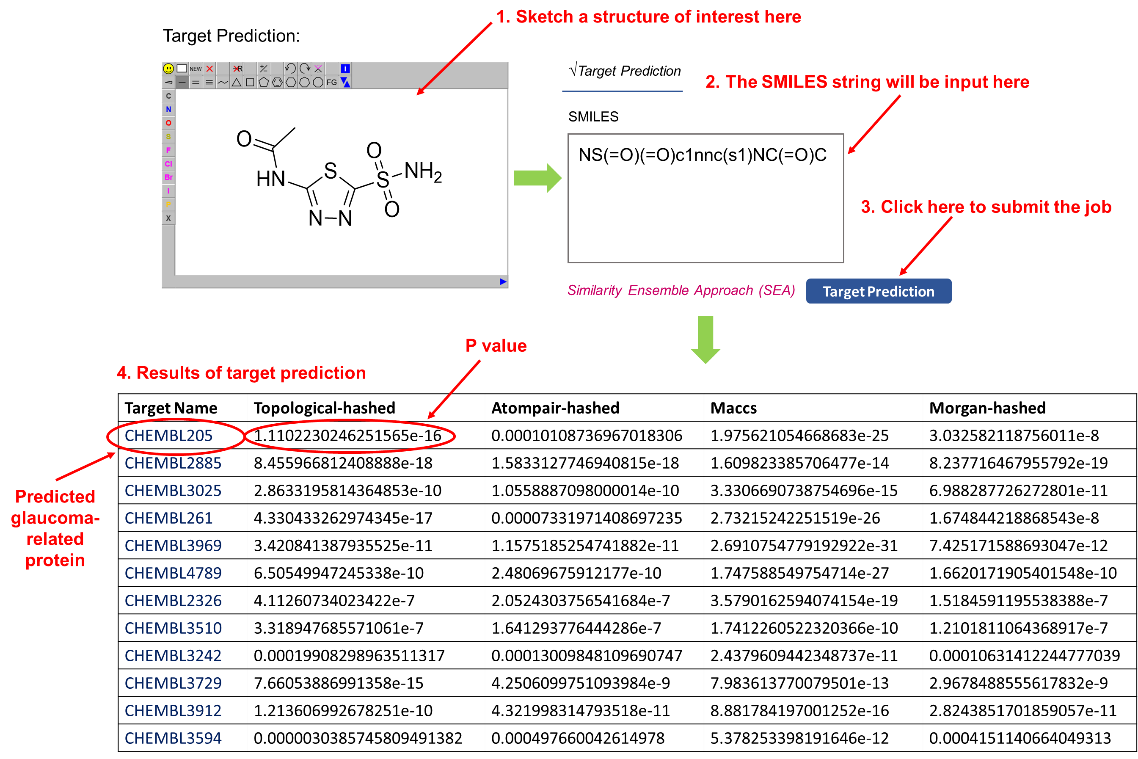 1. Sketch a structure of interest here
Target Prediction:
√Target Prediction
2. The SMILES string will be input here
SMILES
NS(=O)(=O)c1nnc(s1)NC(=O)C
3. Click here to submit the job
Similarity Ensemble Approach (SEA)
Target Prediction
NEW
R
FG
C
N
O
S
F
Cl
Br
I
P
X
O
HN
S
N N
O
S
NH2
O
P value
4. Results of target prediction
Target Name Topological-hashed Atompair-hashed Maccs Morgan-hashed
CHEMBL205 1.1102230246251565e-16 0.00010108736967018306 1.975621054668683e-25 3.032582118756011e-8
CHEMBL2885 8.455966812408888e-18 1.5833127746940815e-18 1.609823385706477e-14 8.237716467955792e-19
CHEMBL3025 2.8633195814364853e-10 1.0558887098000014e-10 3.3306690738754696e-15 6.988287726272801e-11
CHEMBL261 4.330433262974345e-17 0.00007331971408697235 2.73215242251519e-26 1.674844218868543e-8
CHEMBL3969 3.420841387935525e-11 1.1575185254741882e-11 2.6910754779192922e-31 7.425171588693047e-12
CHEMBL4789 6.50549947245338e-10 2.48069675912177e-10 1.747588549754714e-27 1.6620171905401548e-10
CHEMBL2326 4.11260734023422e-7 2.0524303756541684e-7 3.5790162594074154e-19 1.5184591195538388e-7
CHEMBL3510 3.318947685571061e-7 1.641293776444286e-7 1.7412260522320366e-10 1.2101811064368917e-7
CHEMBL3242 0.00019908298963511317 0.00013009848109690747 2.4379609442348737e-11 0.00010631412244777039
CHEMBL3729 7.66053886991358e-15 4.2506099751093984e-9 7.983613770079501e-13 2.9678488555617832e-9
CHEMBL3912 1.213606992678251e-10 4.321998314793518e-11 8.881784197001252e-16 2.8243851701859057e-11
CHEMBL3594 0.0000030385745809491382 0.000497660042614978 5.378253398191646e-12 0.0004151140664049313
Predicted
glaucoma-
related
protein